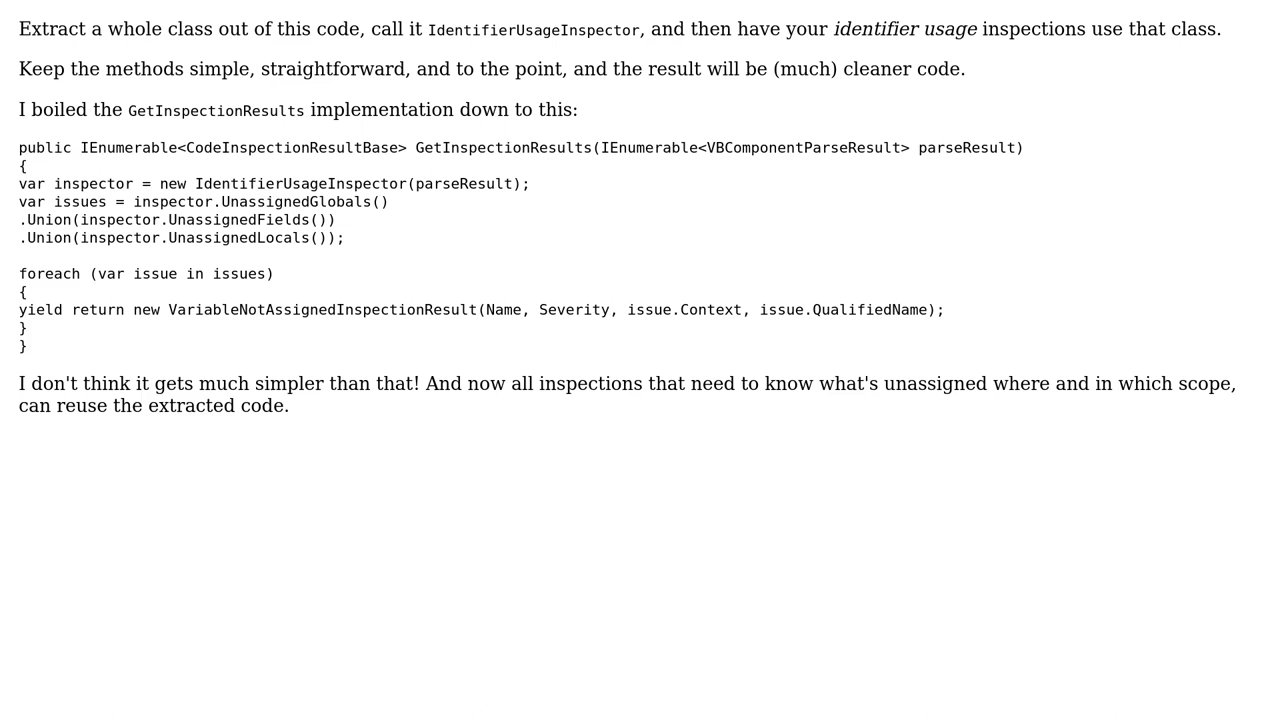 Extract a whole class out of this code, call it IdentifierUsageInspector, and then have your identifier usage inspections use that class.
Keep the methods simple, straightforward, and to the point, and the result will be (much) cleaner code.
I boiled the GetInspectionResults implementation down to this:
public IEnumerable<CodeInspectionResultBase> GetInspectionResults(IEnumerable<VBComponentParseResult> parseResult)
{
var inspector = new IdentifierUsageInspector(parseResult);
var issues = inspector.UnassignedGlobals()
.Union(inspector.UnassignedFields())
.Union(inspector.UnassignedLocals());
foreach (var issue in issues)
{
yield return new VariableNotAssignedInspectionResult(Name, Severity, issue.Context, issue.QualifiedName);
}
}
I don't think it gets much simpler than that! And now all inspections that need to know what's unassigned where and in which scope,
can reuse the extracted code.